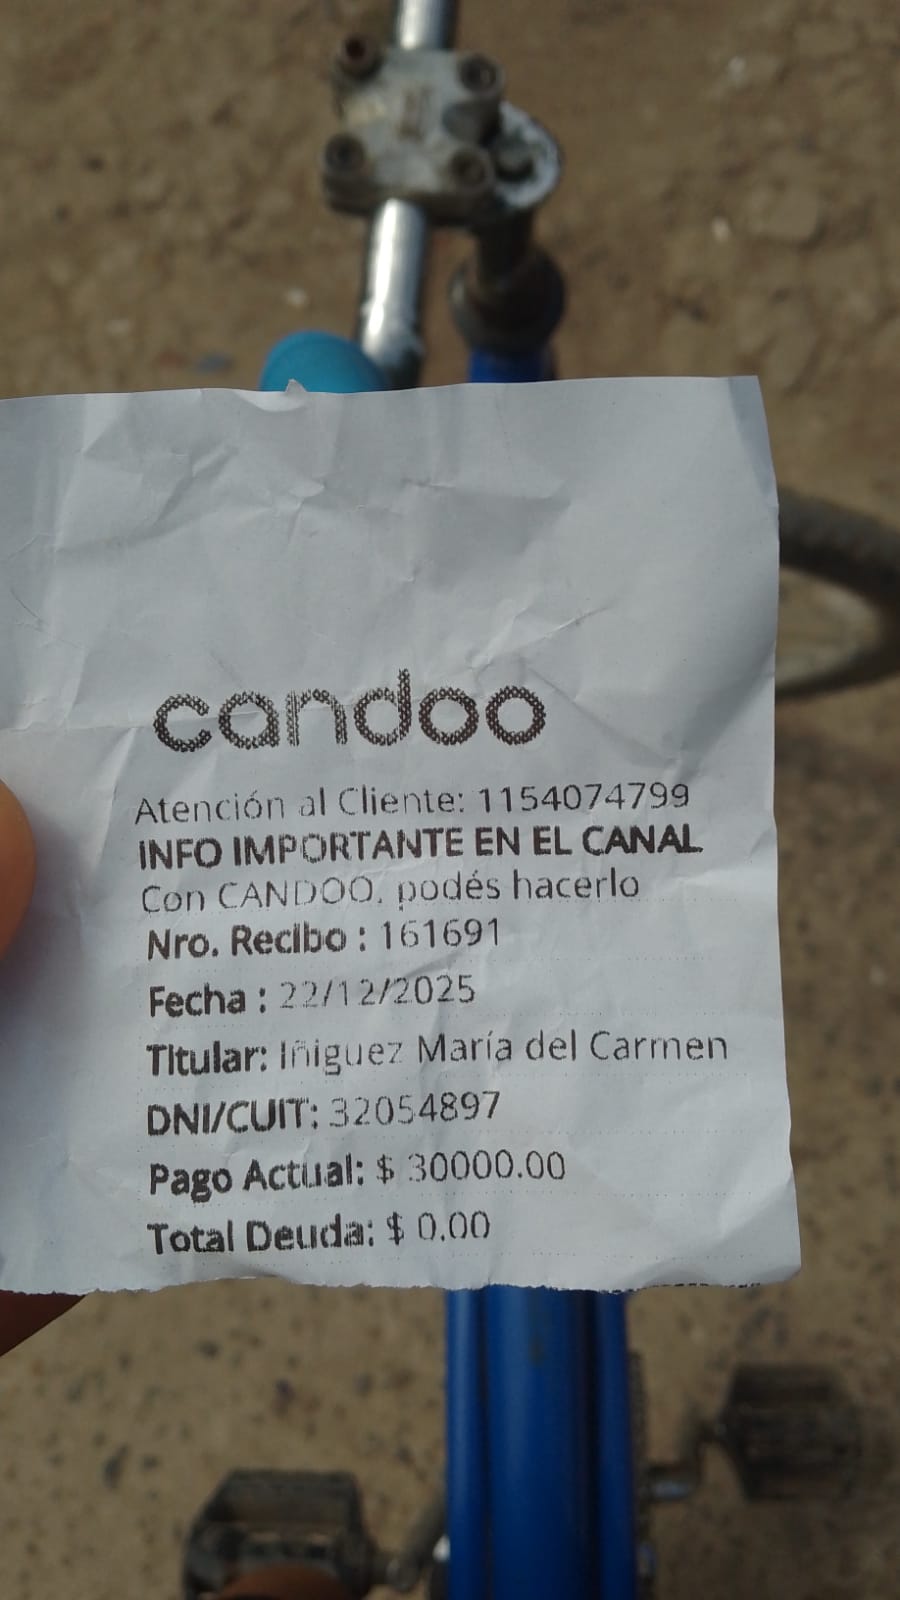 candoo
Atención al Cliente: 1154074799
INFO IMPORTANTE EN EL CANAL
Con CANDOO, podés hacerlo
Nro. Recibo : 161691
Fecha : 22/12/2025
Titular: Iñiguez María del Carmen
DNI/CUIT: 32054897
Pago Actual: $ 30000.00
Total Deuda: $ 0.00